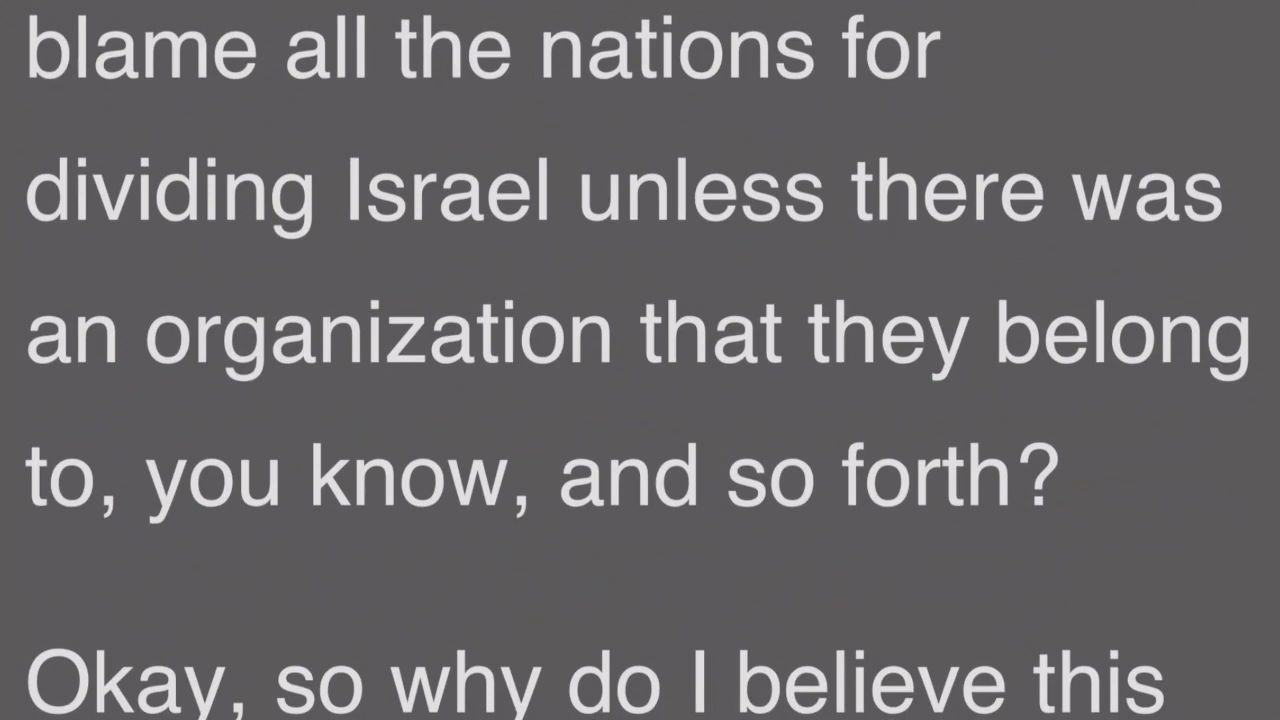 blame all the nations for
dividing Israel unless there was
an organization that they belong
to, you know, and so forth?
Okay, so why do I believe this